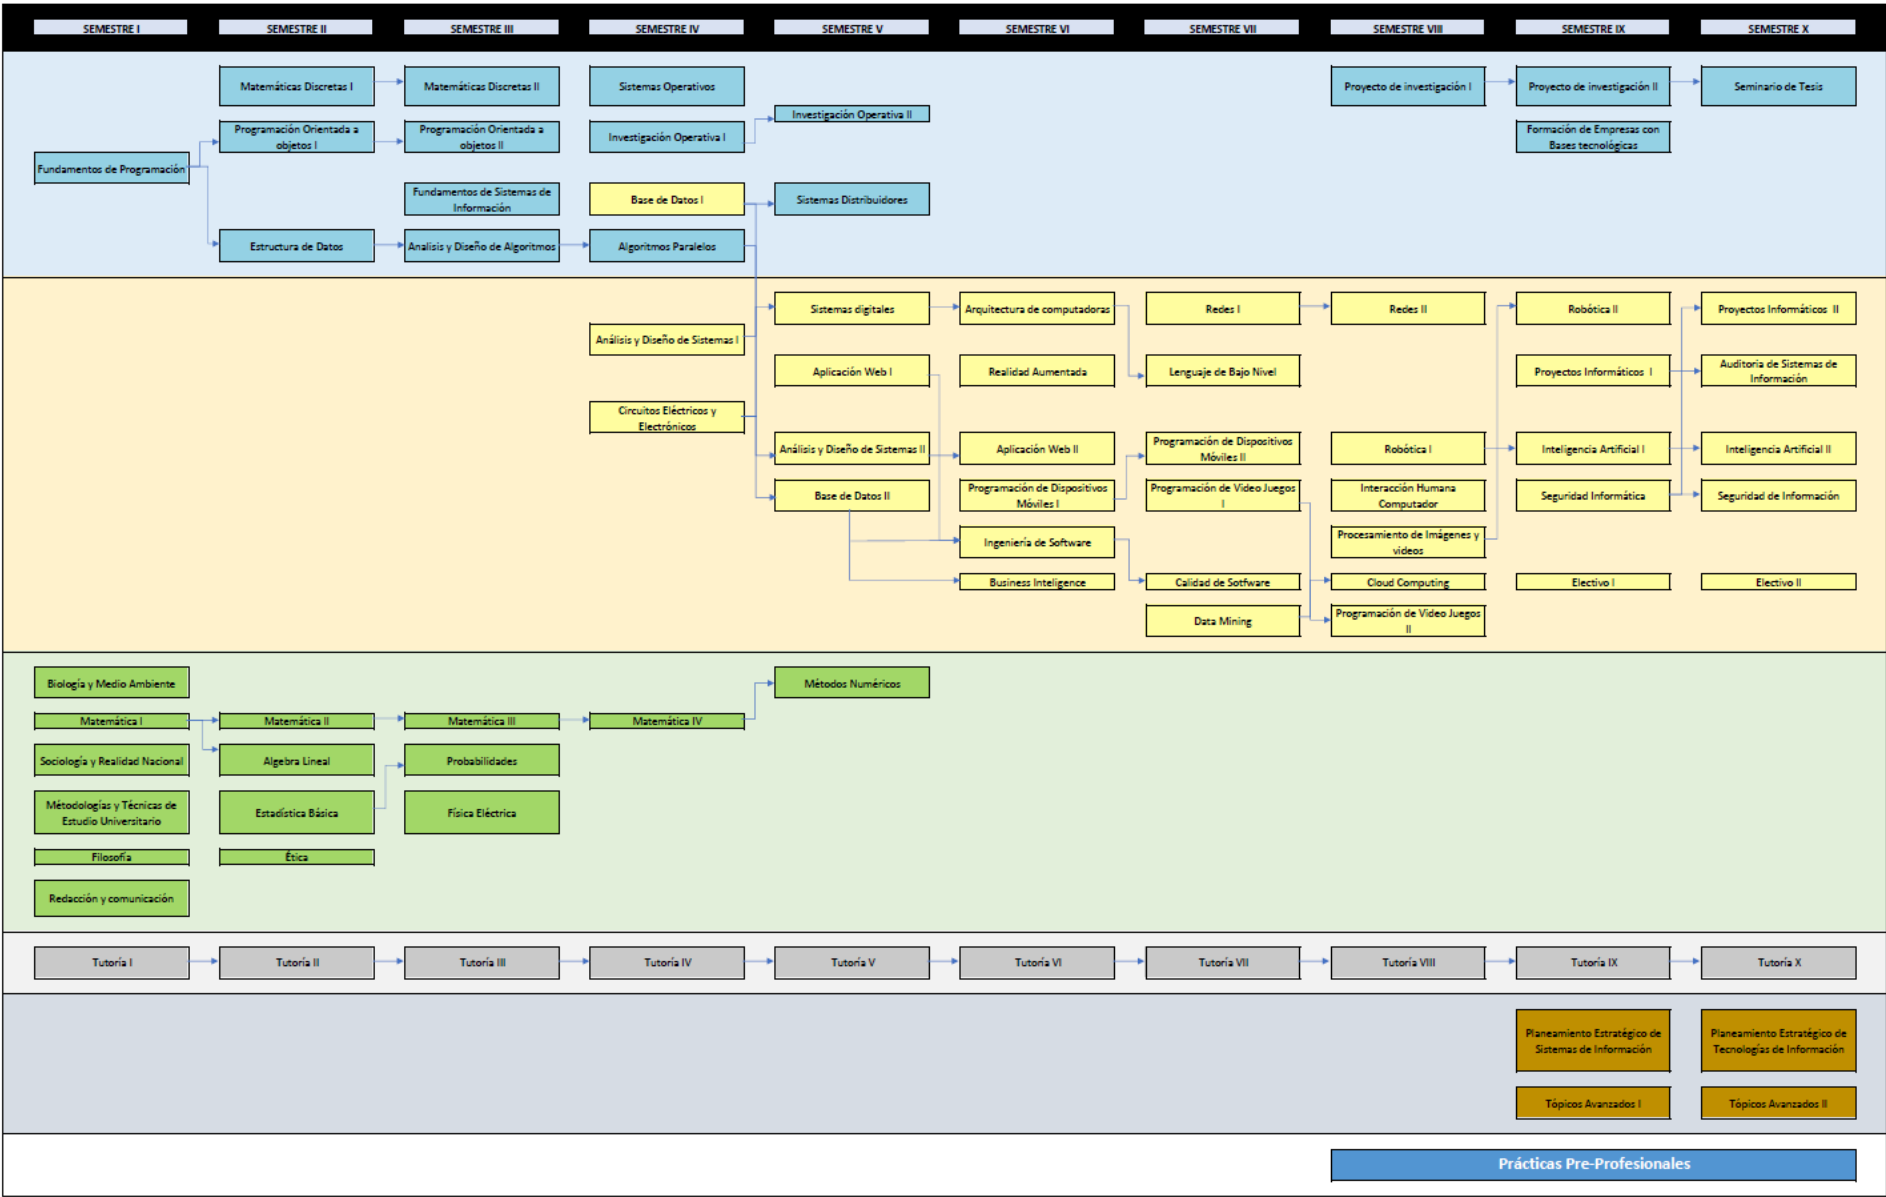 SEMESTRE I
SEMESTRE II
SEMESTRE III
SEMESTRE IV
SEMESTRE V
SEMESTRE VI
SEMESTRE VII
SEMESTRE VIII
SEMESTRE IX
SEMESTRE X
Matemáticas Discretas I
Matemáticas Discretas II
Sistemas Operativos
Proyecto de investigación I
Proyecto de investigación II
Seminario de Tesis
Investigación Operativa II
Programación Orientada a
objetos I
Programación Orientada a
objetos II
Investigación Operativa I
Formación de Empresas con
Bases tecnológicas
Fundamentos de Programación
Fundamentos de Sistemas de
Información
Base de Datos I
Sistemas Distribuidores
Estructura de Datos
Analisis y Diseño de Algoritmos
Algoritmos Paralelos
Sistemas digitales
Arquitectura de computadoras
Redes I
Redes II
Robótica II
Proyectos Informáticos II
Análisis y Diseño de Sistemas I
Aplicación Web I
Realidad Aumentada
Lenguaje de Bajo Nivel
Proyectos Informáticos I
Auditoria de Sistemas de
Información
Circuitos Eléctricos y
Electrónicos
Análisis y Diseño de Sistemas II
Aplicación Web II
Programación de Dispositivos
Móviles II
Robótica I
Inteligencia Artificial I
Inteligencia Artificial II
Base de Datos II
Programación de Dispositivos
Móviles I
Programación de Video Juegos
I
Interacción Humana
Computador
Seguridad Informática
Seguridad de Información
Ingeniería de Software
Procesamiento de Imágenes y
videos
Business Inteligence
Calidad de Sotfware
Cloud Computing
Electivo I
Electivo II
Data Mining
Programación de Video Juegos
II
Biología y Medio Ambiente
Métodos Numéricos
Matemática I
Matemática II
Matemática III
Matemática IV
Sociología y Realidad Nacional
Algebra Lineal
Probabilidades
Métodologías y Técnicas de
Estudio Universitario
Estadística Básica
Física Eléctrica
Filosofía
Ética
Redacción y comunicación
Tutoría I
Tutoría II
Tutoría III
Tutoría IV
Tutoría V
Tutoría VI
Tutoría VII
Tutoría VIII
Tutoría IX
Tutoría X
Planeamiento Estratégico de
Sistemas de Información
Planeamiento Estratégico de
Tecnologías de Información
Tópicos Avanzados I
Tópicos Avanzados II
Prácticas Pre-Profesionales